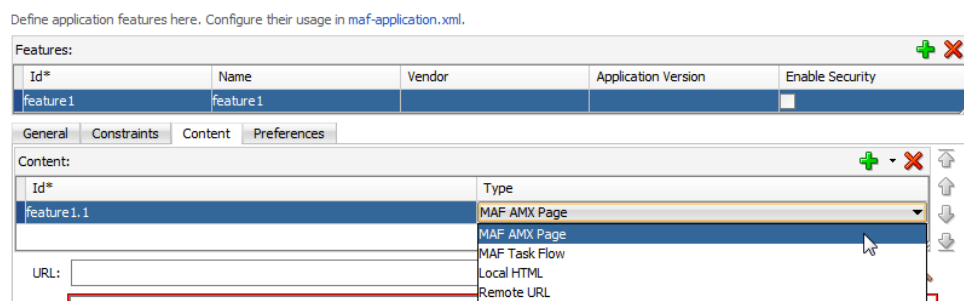 Define application features here. Configure their usage in maf-application.xml.
Features:
Id* Name Vendor Application Version Enable Security
feature1 feature1
General Constraints Content Preferences
Content:
Id* Type
feature1.1 MAF AMX Page
MAF AMX Page
MAF Task Flow
Local HTML
URL:
Remote URL